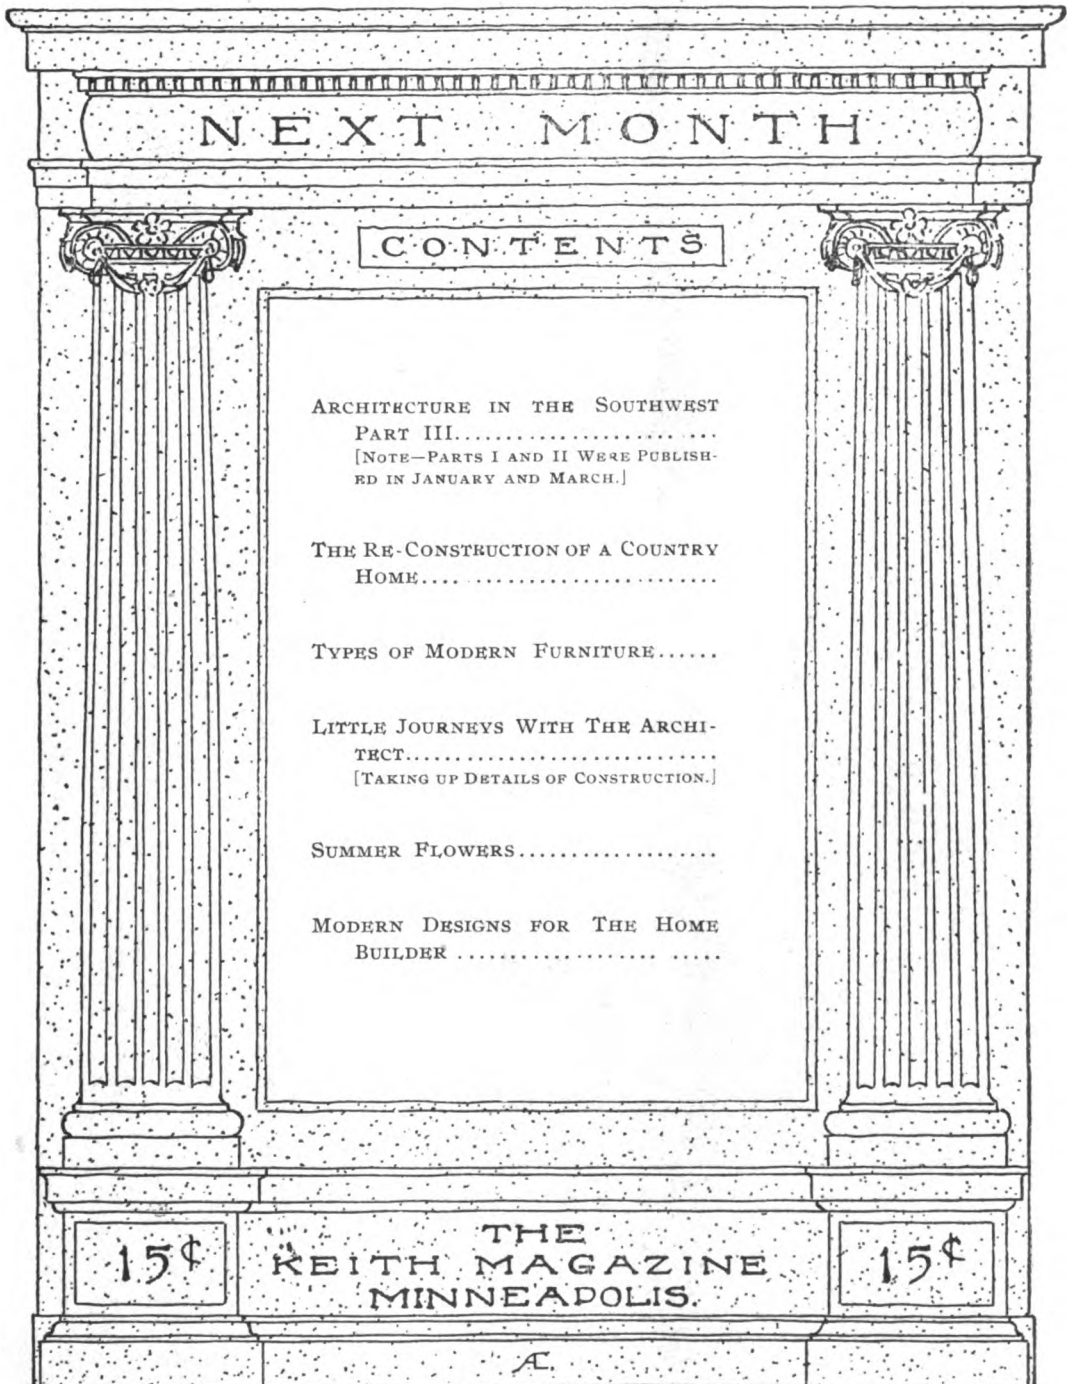 NEXT MONTH
CONTENTS
ARCHITECTURE IN THE SOUTHWEST
PART III..........................
[NOTE—PARTS I AND II WERE PUBLISH-
ED IN JANUARY AND MARCH.]
THE RE-CONSTRUCTION OF A COUNTRY
HOME.............................
TYPES OF MODERN FURNITURE......
LITTLE JOURNEYS WITH THE ARCHI-
TECT..............................
[TAKING UP DETAILS OF CONSTRUCTION.]
SUMMER FLOWERS...................
MODERN DESIGNS FOR THE HOME
BUILDER .........................
15¢
THE
KEITH MAGAZINE
MINNEAPOLIS.
15¢
Æ.